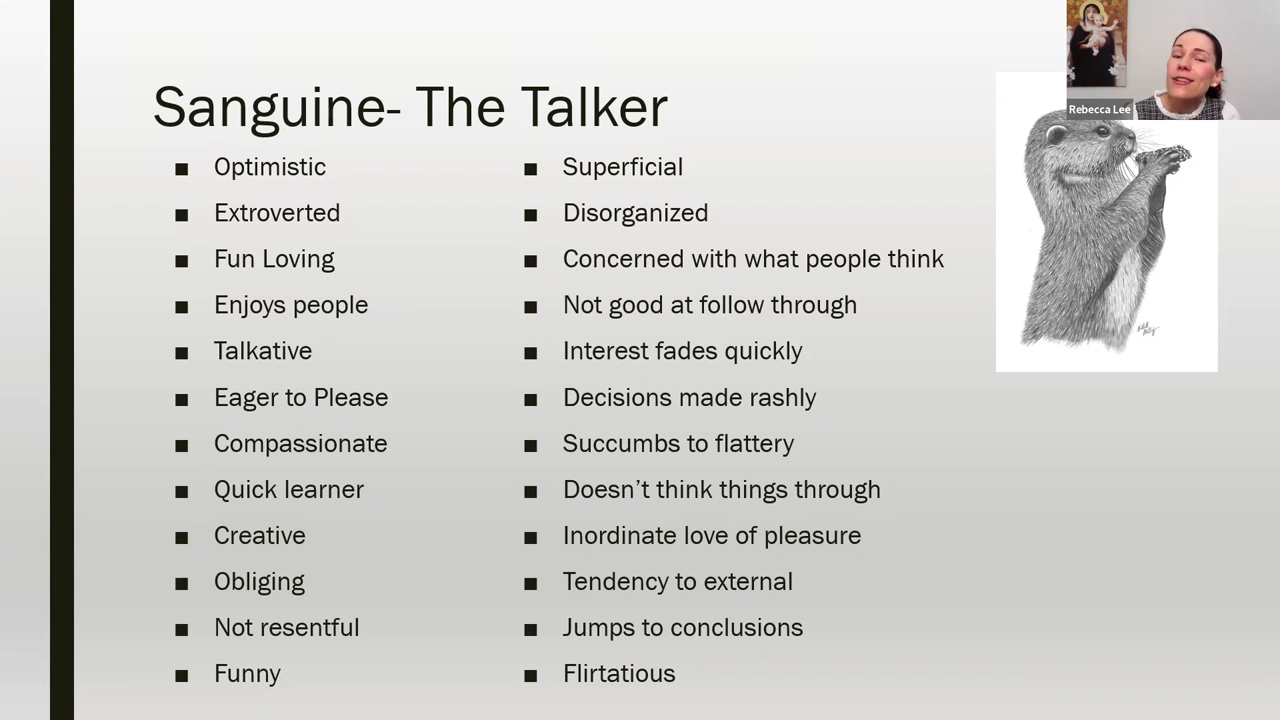 Sanguine- The Talker
■ Optimistic
■ Extroverted
■ Fun Loving
■ Enjoys people
■ Talkative
■ Eager to Please
■ Compassionate
■ Quick learner
■ Creative
■ Obliging
■ Not resentful
■ Funny
■ Superficial
■ Disorganized
■ Concerned with what people think
■ Not good at follow through
■ Interest fades quickly
■ Decisions made rashly
■ Succumbs to flattery
■ Doesn’t think things through
■ Inordinate love of pleasure
■ Tendency to external
■ Jumps to conclusions
■ Flirtatious
Rebecca Lee